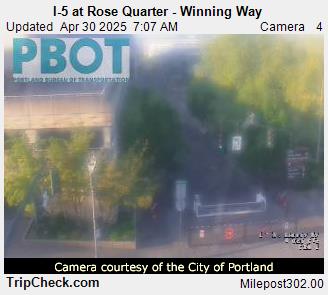 I-5 at Rose Quarter - Winning Way
Updated Apr 30 2025 7:07 AM Camera 4
PBOT
PORTLAND BUREAU OF TRANSPORTATION
Camera courtesy of the City of Portland
TripCheck.com Milepost302.00